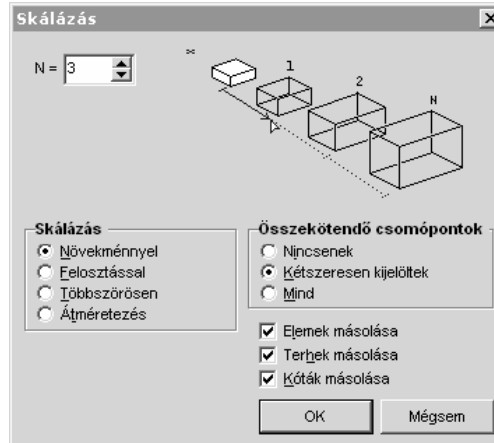 Skálázás
N = 3
1
2
N
Skálázás
Növekménnyel
Felosztással
Többszörösen
Átméretezés
Összekötendő csomópontok
Nincsenek
Kétszeresen kijelöltek
Mind
Elemek másolása
Terhek másolása
Kóták másolása
OK
Mégsem